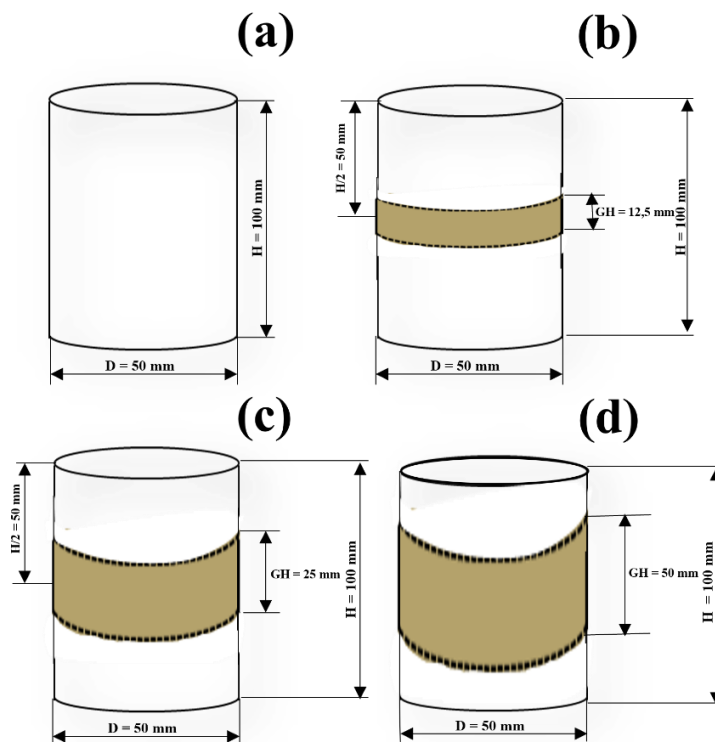 (a)
H = 100 mm
D = 50 mm
(b)
H/2 = 50 mm
GH = 12,5 mm
H = 100 mm
D = 50 mm
(c)
H/2 = 50 mm
GH = 25 mm
H = 100 mm
D = 50 mm
(d)
GH = 50 mm
H = 100 mm
D = 50 mm